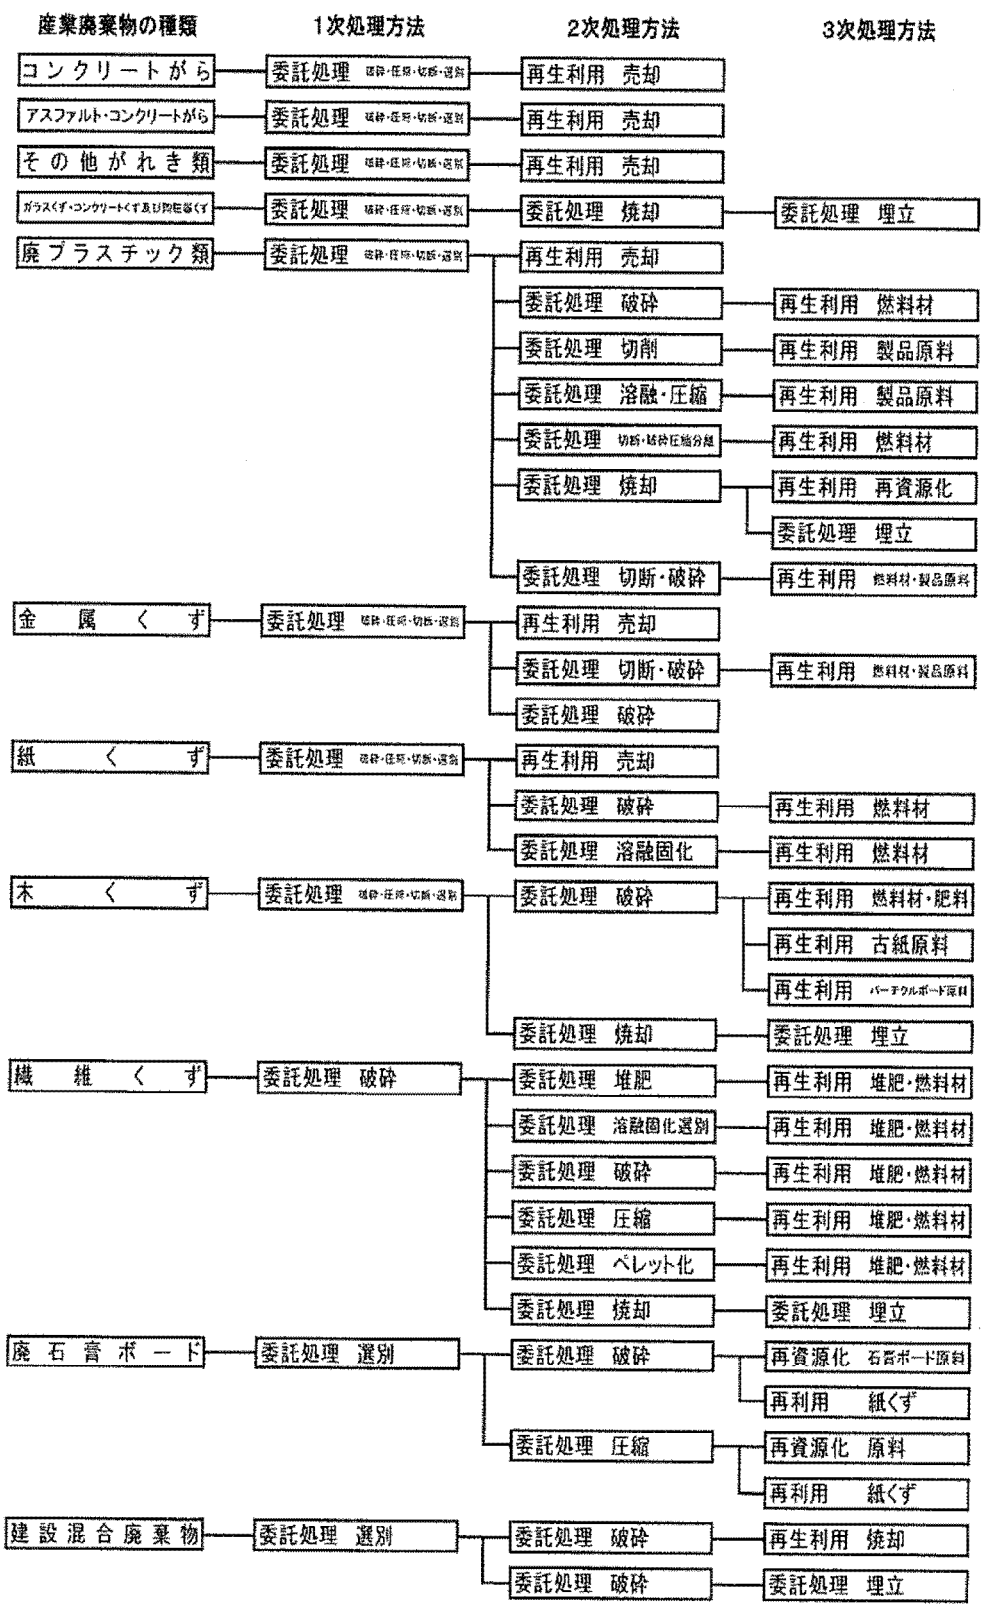 産業廃棄物の種類 1次処理方法 2次処理方法 3次処理方法
コンクリートがら 委託処理 破砕・圧縮・切断・選別 再生利用 売却
アスファルト・コンクリートがら 委託処理 破砕・圧縮・切断・選別 再生利用 売却
その他がれき類 委託処理 破砕・圧縮・切断・選別 再生利用 売却
ガラスくず・コンクリートくず及び陶磁器くず 委託処理 破砕・圧縮・切断・選別 委託処理 焼却 委託処理 埋立
廃プラスチック類 委託処理 破砕・圧縮・切断・選別 再生利用 売却
委託処理 破砕 再生利用 燃料材
委託処理 切削 再生利用 製品原料
委託処理 溶融・圧縮 再生利用 製品原料
委託処理 切断・破砕圧縮分離 再生利用 燃料材
委託処理 焼却 再生利用 再資源化
委託処理 埋立
委託処理 切断・破砕 再生利用 燃料材・製品原料
金属くず 委託処理 破砕・圧縮・切断・選別 再生利用 売却
委託処理 切断・破砕 再生利用 燃料材・製品原料
委託処理 破砕
紙くず 委託処理 破砕・圧縮・切断・選別 再生利用 売却
委託処理 破砕 再生利用 燃料材
委託処理 溶融固化 再生利用 燃料材
木くず 委託処理 破砕・圧縮・切断・選別 委託処理 破砕 再生利用 燃料材・肥料
再生利用 古紙原料
再生利用 パーテクルボード原料
委託処理 焼却 委託処理 埋立
繊維くず 委託処理 破砕 委託処理 堆肥 再生利用 堆肥・燃料材
委託処理 溶融固化選別 再生利用 堆肥・燃料材
委託処理 破砕 再生利用 堆肥・燃料材
委託処理 圧縮 再生利用 堆肥・燃料材
委託処理 ペレット化 再生利用 堆肥・燃料材
委託処理 焼却 委託処理 埋立
廃石膏ボード 委託処理 選別 委託処理 破砕 再資源化 石膏ボード原料
再利用 紙くず
委託処理 圧縮 再資源化 原料
再利用 紙くず
建設混合廃棄物 委託処理 選別 委託処理 破砕 再生利用 焼却
委託処理 破砕 委託処理 埋立